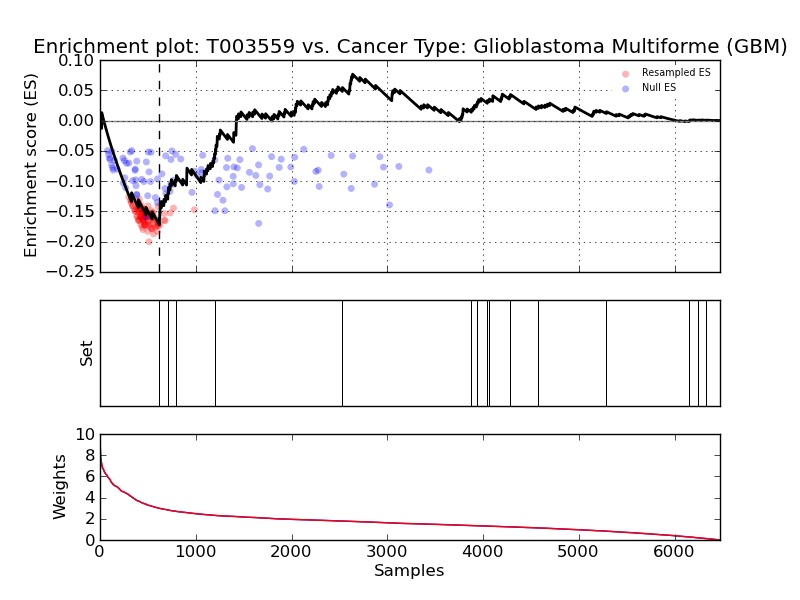 Enrichment plot: T003559 vs. Cancer Type: Glioblastoma Multiforme (GBM)
Enrichment score (ES)
0.10
0.05
0.00
−0.05
−0.10
−0.15
−0.20
−0.25
Resampled ES
Null ES
Set
Weights
10
8
6
4
2
0
0 1000 2000 3000 4000 5000 6000
Samples